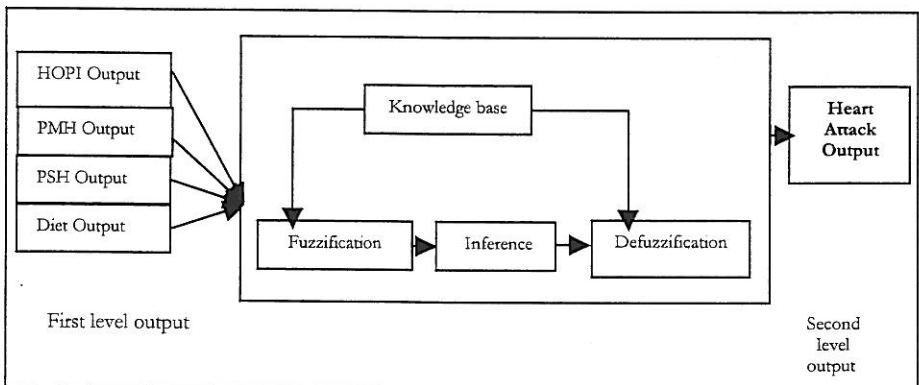 HOPI Output
PMH Output
PSH Output
Diet Output
Knowledge base
Fuzzification
Inference
Defuzzification
Heart
Attack
Output
First level output
Second
level
output